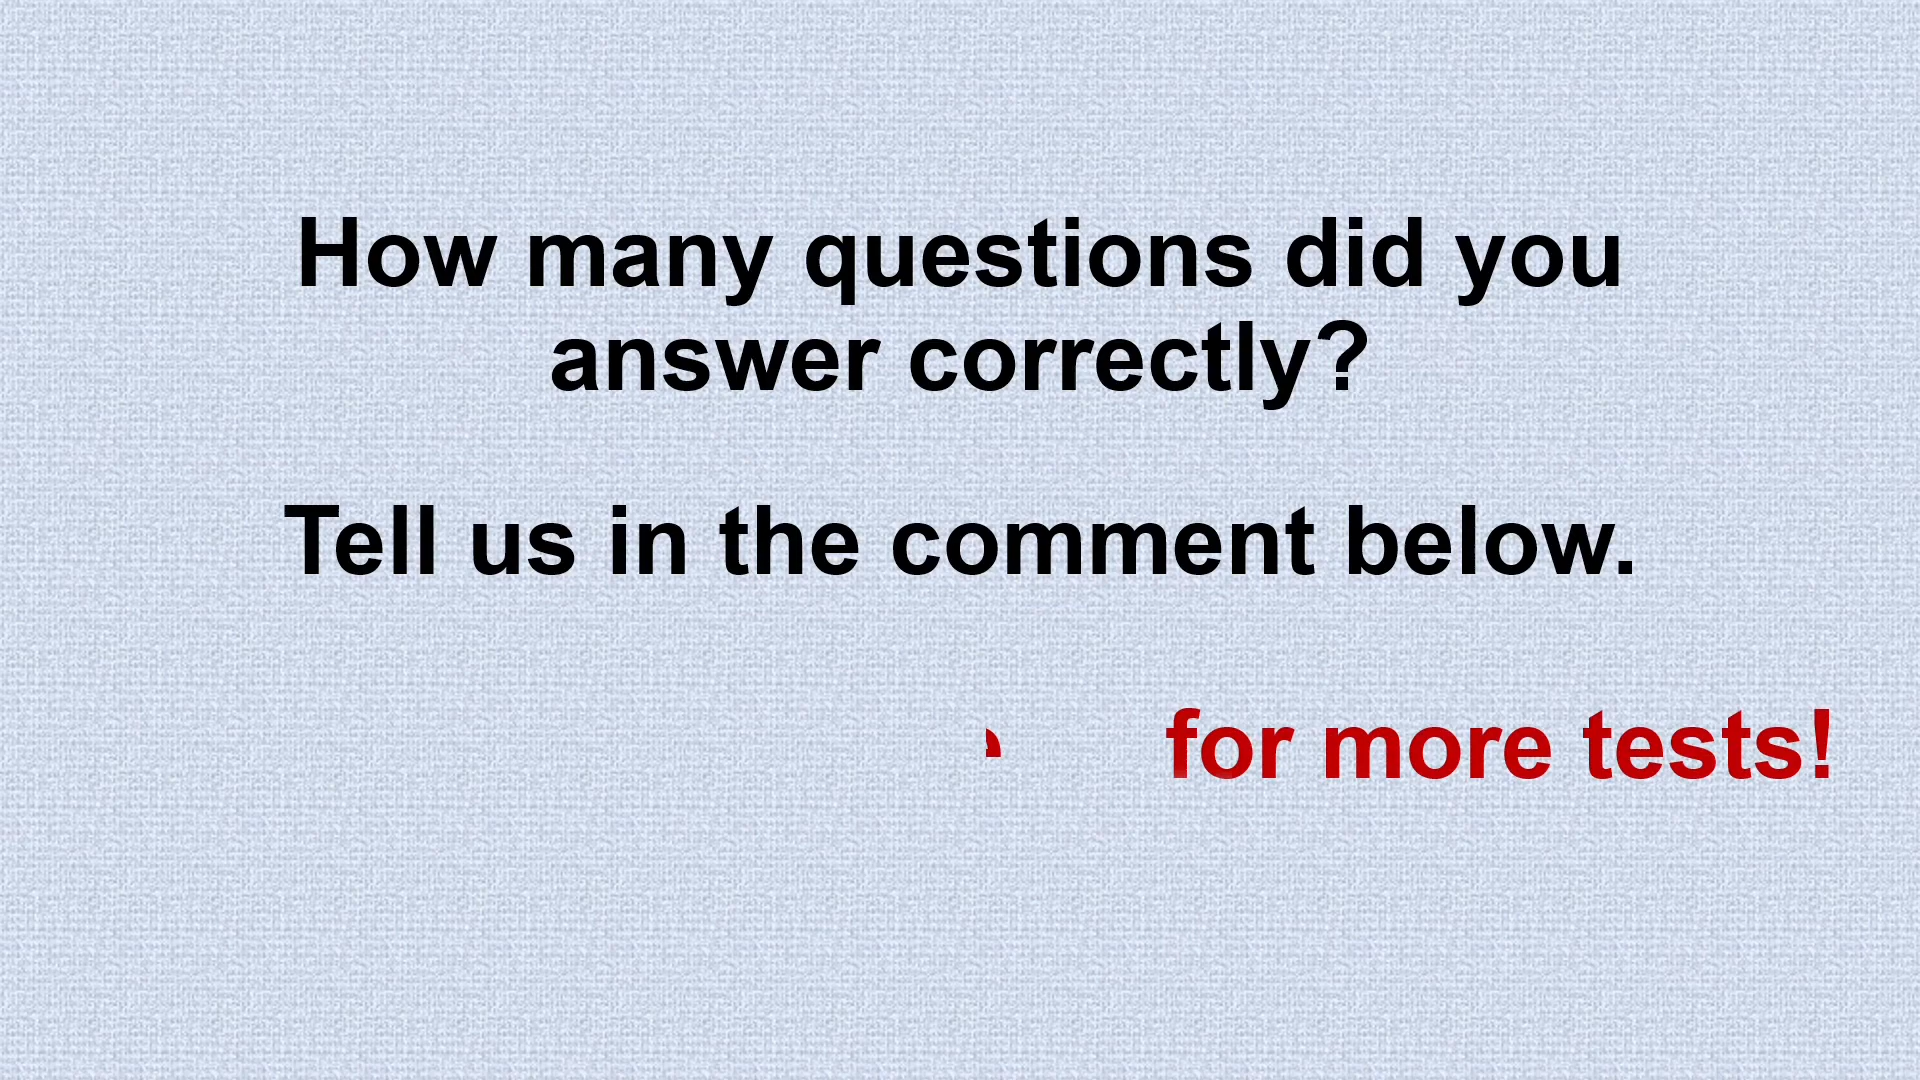 How many questions did you
answer correctly?
Tell us in the comment below.
for more tests!